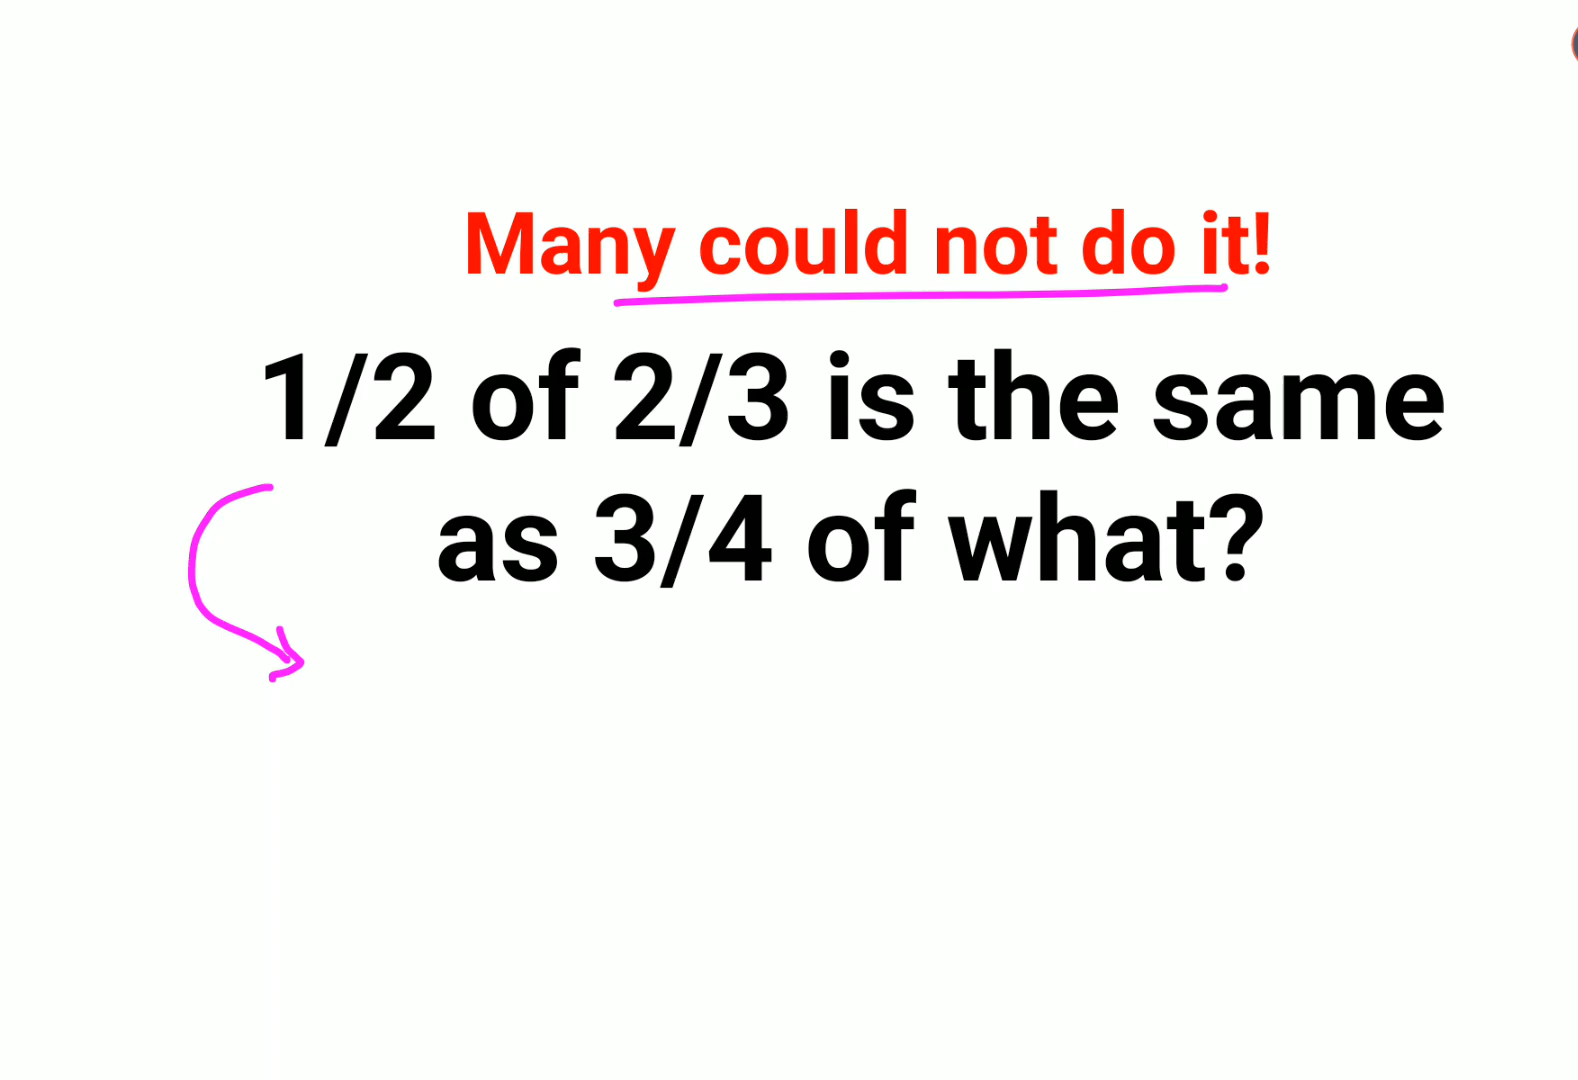 Many could not do it!
1/2 of 2/3 is the same
as 3/4 of what?